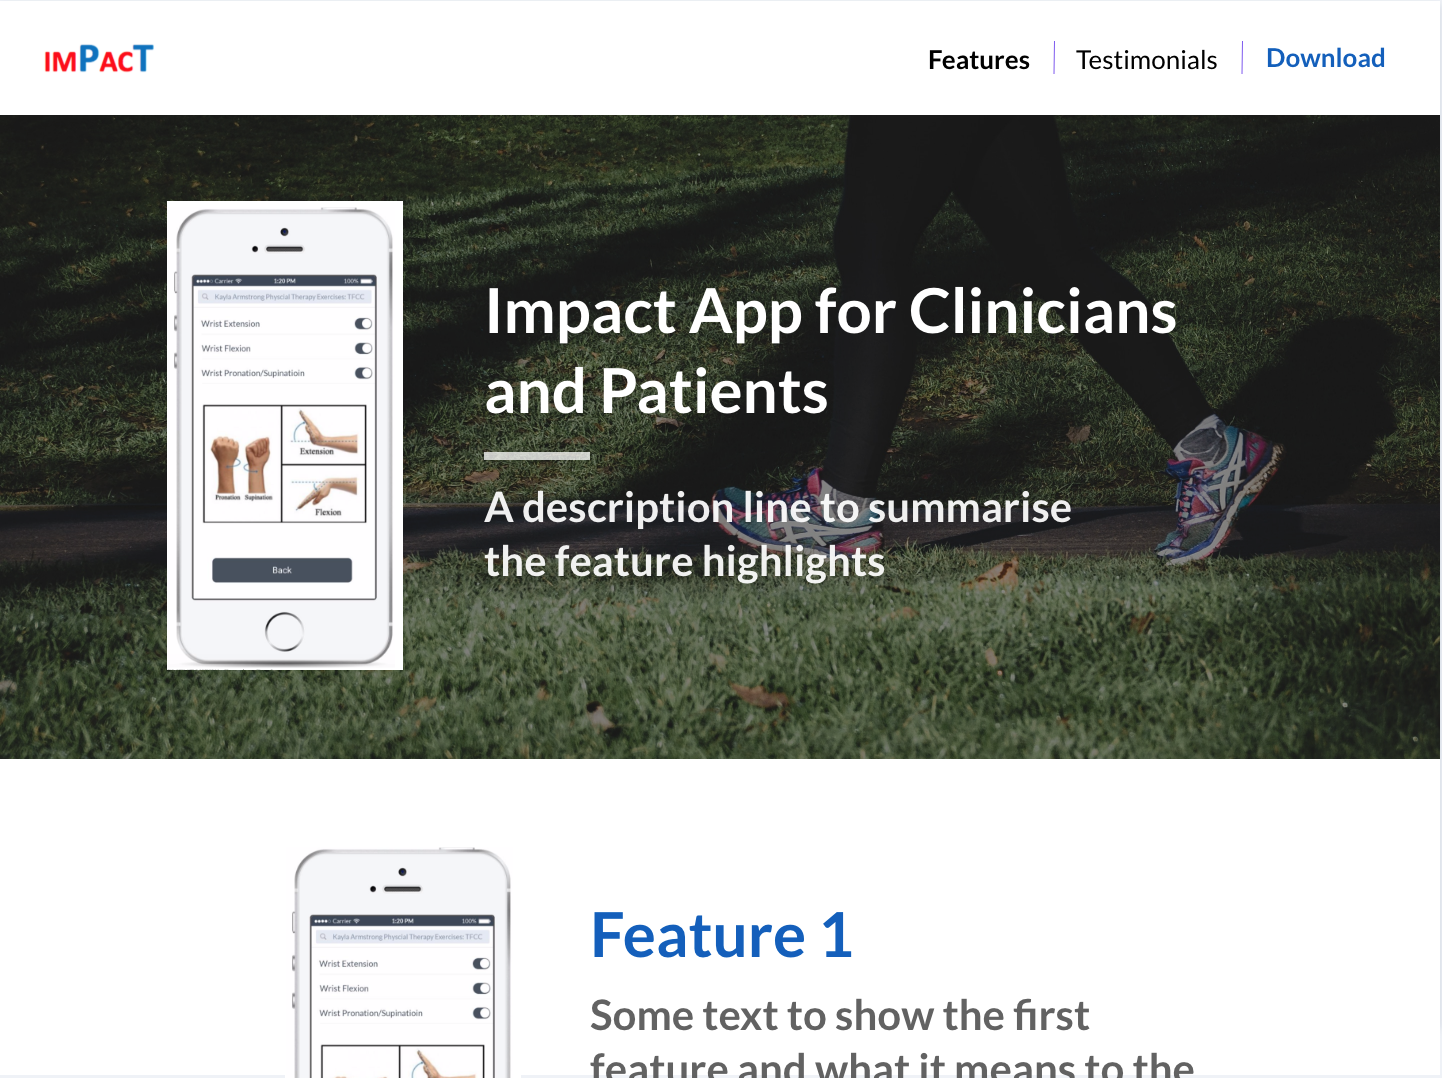 IMPACT
Features
Testimonials
Download
Carrier 1:20 PM 100%
Kayla Armstrong Physcial Therapy Exercises: TFCC
Wrist Extension
Wrist Flexion
Wrist Pronation/Supinatioin
Extension
Pronation Supination
Flexion
Back
Impact App for Clinicians
and Patients
A description line to summarise
the feature highlights
Carrier 1:20 PM 100%
Kayla Armstrong Physcial Therapy Exercises: TFCC
Wrist Extension
Wrist Flexion
Wrist Pronation/Supinatioin
Feature 1
Some text to show the first
feature and what it means to the